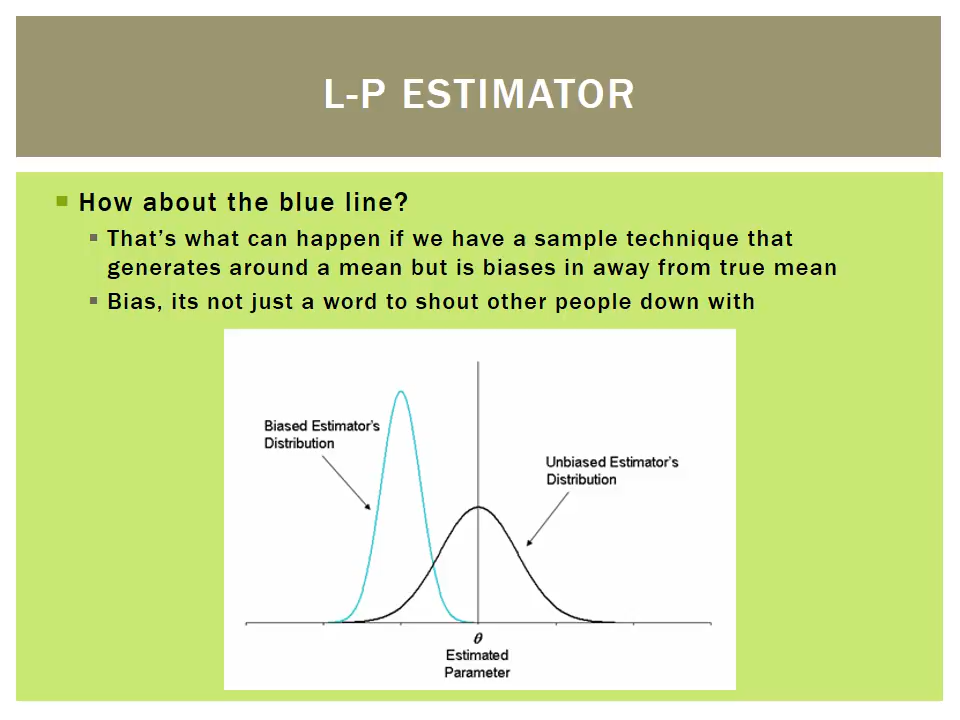 L-P ESTIMATOR
How about the blue line?
That's what can happen if we have a sample technique that
generates around a mean but is biases in away from true mean
Bias, its not just a word to shout other people down with
Biased Estimator's
Distribution
Unbiased Estimator's
Distribution
θ
Estimated
Parameter